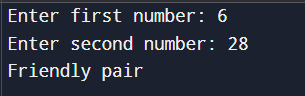 Enter first number: 6
Enter second number: 28
Friendly pair